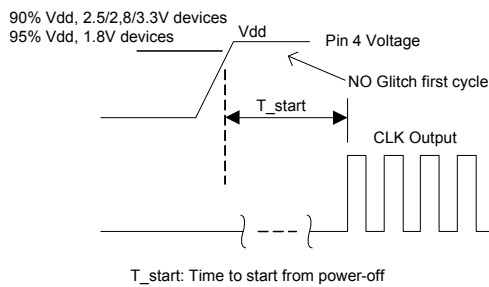 90% Vdd, 2.5/2,8/3.3V devices
95% Vdd, 1.8V devices
Vdd
Pin 4 Voltage
NO Glitch first cycle
T_start
CLK Output
T_start: Time to start from power-off